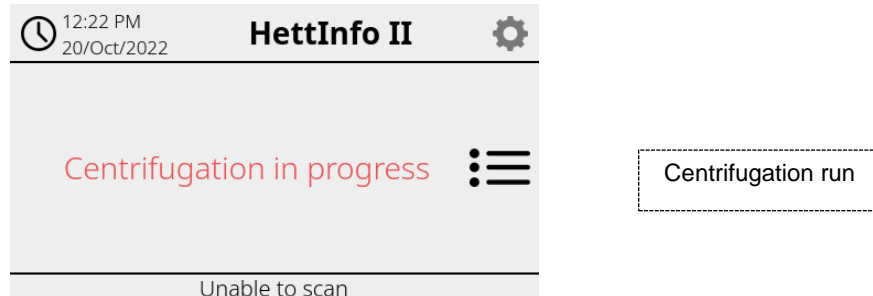 12:22 PM
20/Oct/2022
HettInfo II
Centrifugation in progress
Centrifugation run
Unable to scan